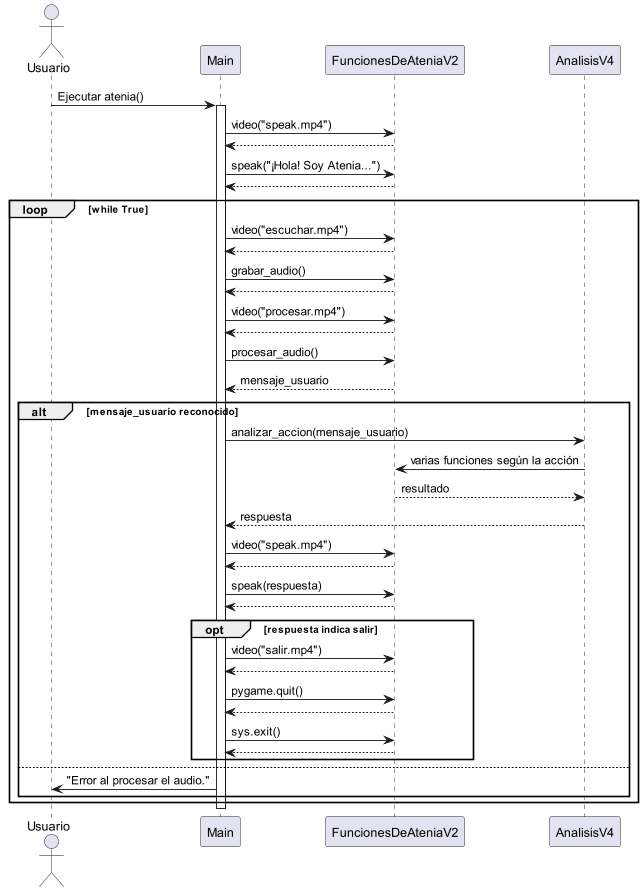 Usuario
Main
FuncionesDeAteniaV2
AnalisisV4
Ejecutar atenia()
video("speak.mp4")
speak("¡Hola! Soy Atenia...")
loop [while True]
video("escuchar.mp4")
grabar_audio()
video("procesar.mp4")
procesar_audio()
mensaje_usuario
alt [mensaje_usuario reconocido]
analizar_accion(mensaje_usuario)
varias funciones según la acción
resultado
respuesta
video("speak.mp4")
speak(respuesta)
opt [respuesta indica salir]
video("salir.mp4")
pygame.quit()
sys.exit()
"Error al procesar el audio."
Usuario
Main
FuncionesDeAteniaV2
AnalisisV4